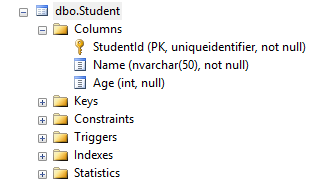 dbo.Student
Columns
StudentId (PK, uniqueidentifier, not null)
Name (nvarchar(50), not null)
Age (int, null)
Keys
Constraints
Triggers
Indexes
Statistics